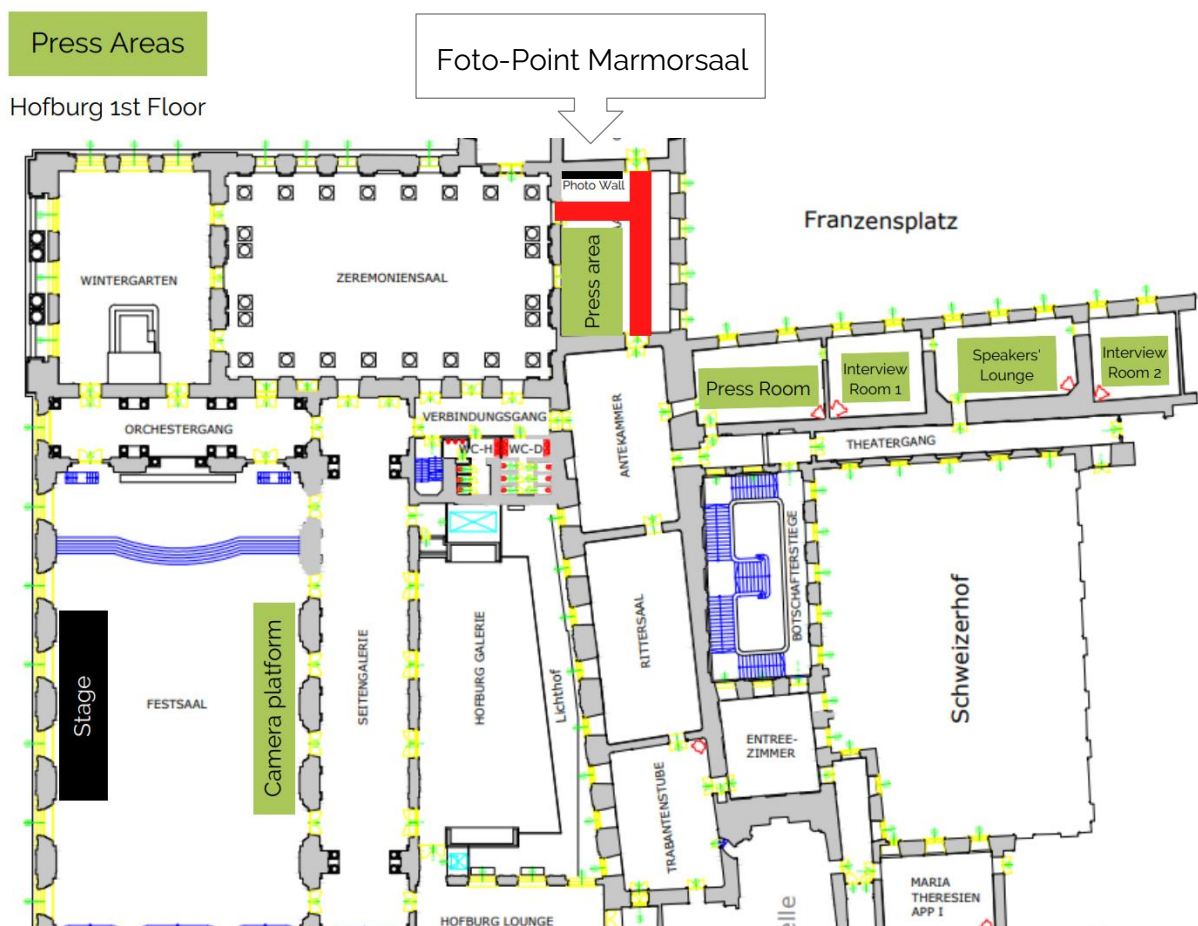 Press Areas
Hofburg 1st Floor
Foto-Point Marmorsaal
Photo Wall
Press area
Franzensplatz
WINTERGARTEN
ZEREMONIENSAAL
Press Room
Interview
Room 1
Speakers'
Lounge
Interview
Room 2
ORCHESTERGANG
VERBINDUNGSGANG
WC-H
WC-D
ANTEKAMMER
THEATERGANG
BOTSCHAFTERSTIEGE
Schweizerhof
Stage
FESTSAAL
Camera platform
SEITENGALERIE
HOFBURG GALERIE
Lichthof
RITTERSAAL
ENTREE-
ZIMMER
TRABANTENSTUBE
MARIA
THERESIEN
APP I
HOFBURG LOUNGE